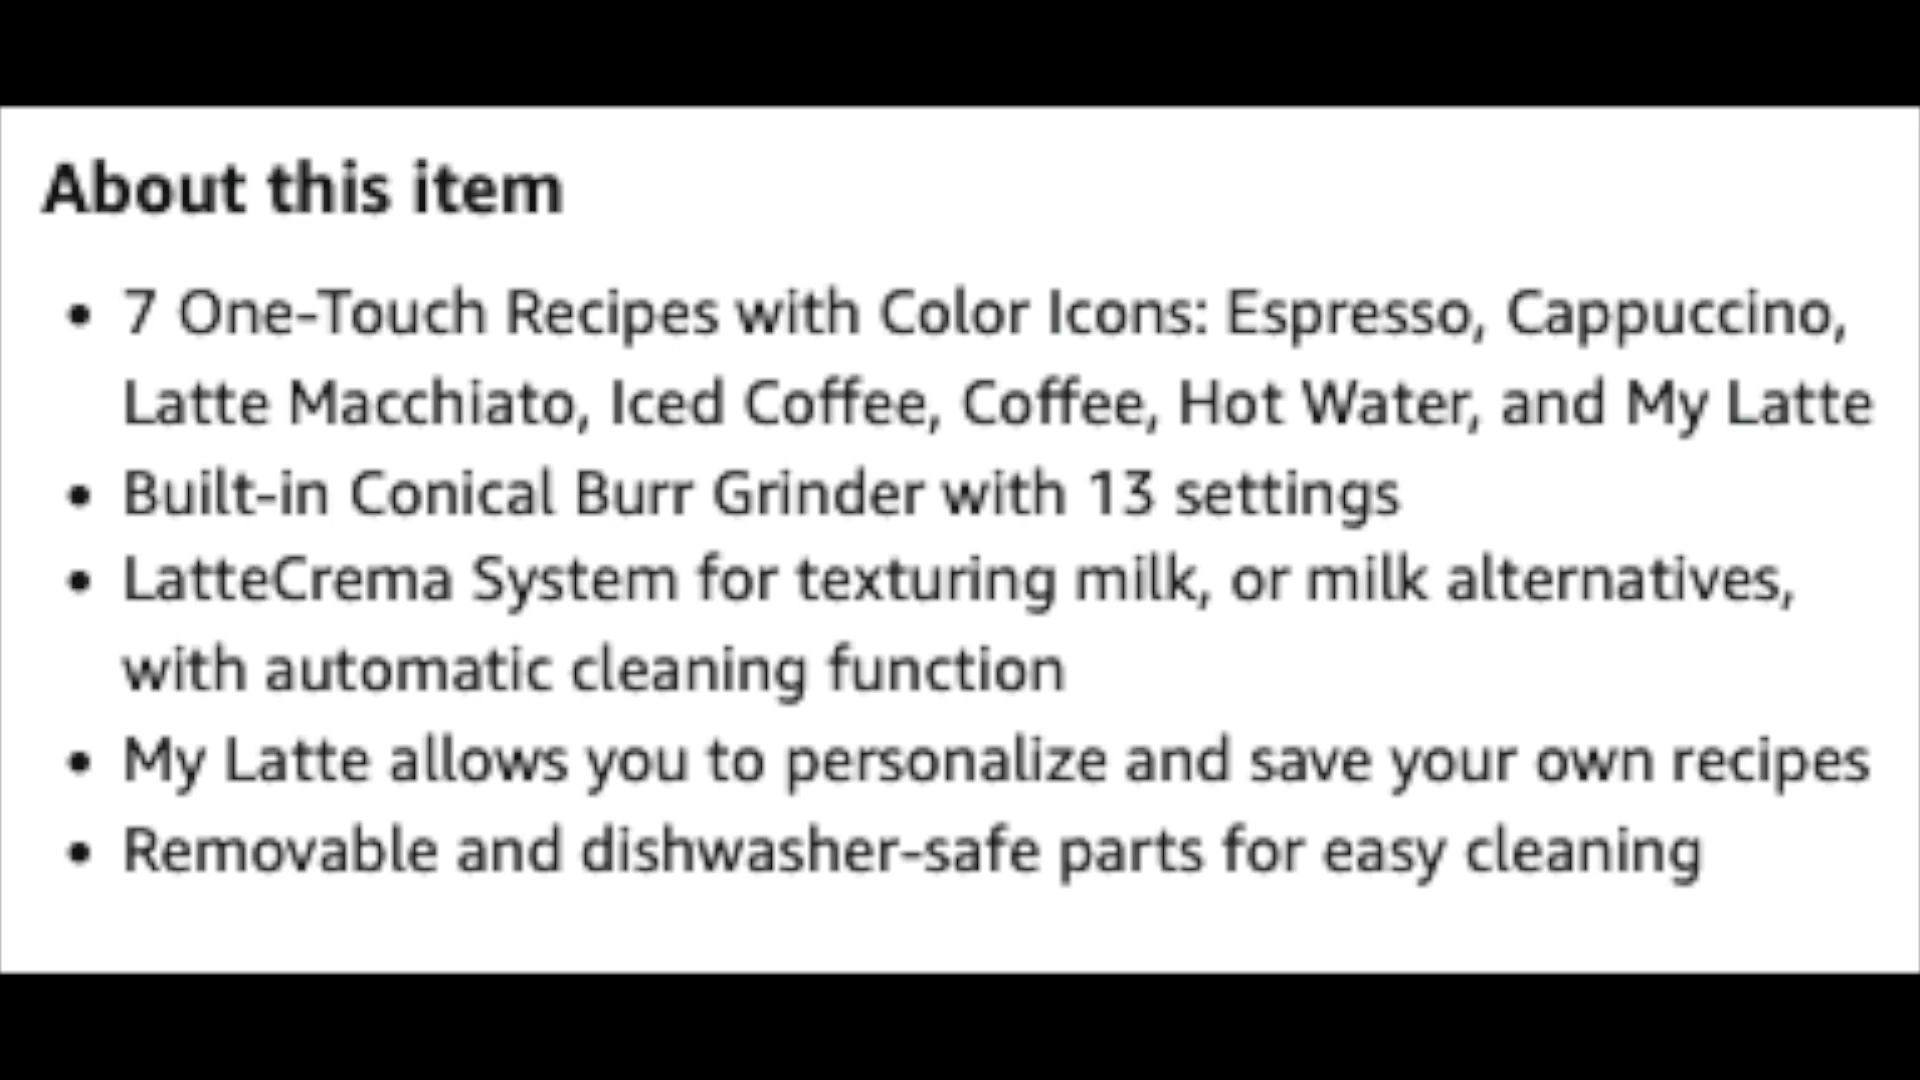 About this item
• 7 One-Touch Recipes with Color Icons: Espresso, Cappuccino,
Latte Macchiato, Iced Coffee, Coffee, Hot Water, and My Latte
• Built-in Conical Burr Grinder with 13 settings
• LatteCrema System for texturing milk, or milk alternatives,
with automatic cleaning function
• My Latte allows you to personalize and save your own recipes
• Removable and dishwasher-safe parts for easy cleaning